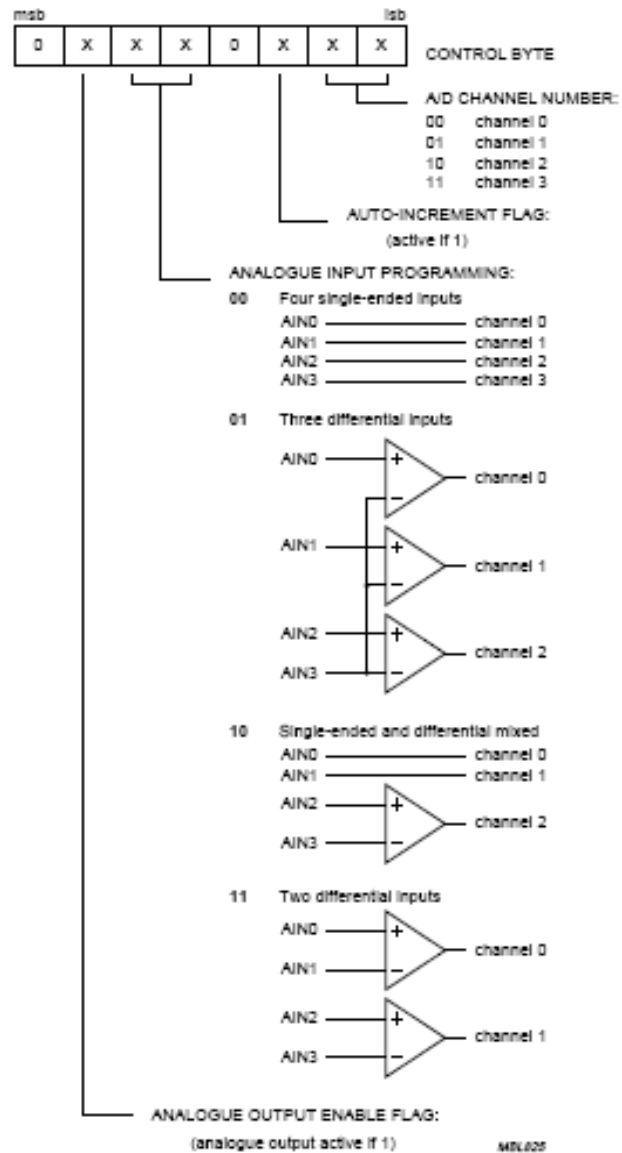 msb lsb
0 X X X 0 X X X CONTROL BYTE
A/D CHANNEL NUMBER:
00 channel 0
01 channel 1
10 channel 2
11 channel 3
AUTO-INCREMENT FLAG:
(active if 1)
ANALOGUE INPUT PROGRAMMING:
00 Four single-ended inputs
AIN0 channel 0
AIN1 channel 1
AIN2 channel 2
AIN3 channel 3
01 Three differential inputs
AIN0 + channel 0
−
AIN1 + channel 1
−
AIN2 + channel 2
AIN3 −
10 Single-ended and differential mixed
AIN0 channel 0
AIN1 channel 1
AIN2 + channel 2
AIN3 −
11 Two differential inputs
AIN0 + channel 0
AIN1 −
AIN2 + channel 1
AIN3 −
ANALOGUE OUTPUT ENABLE FLAG:
(analogue output active if 1)
MBL025